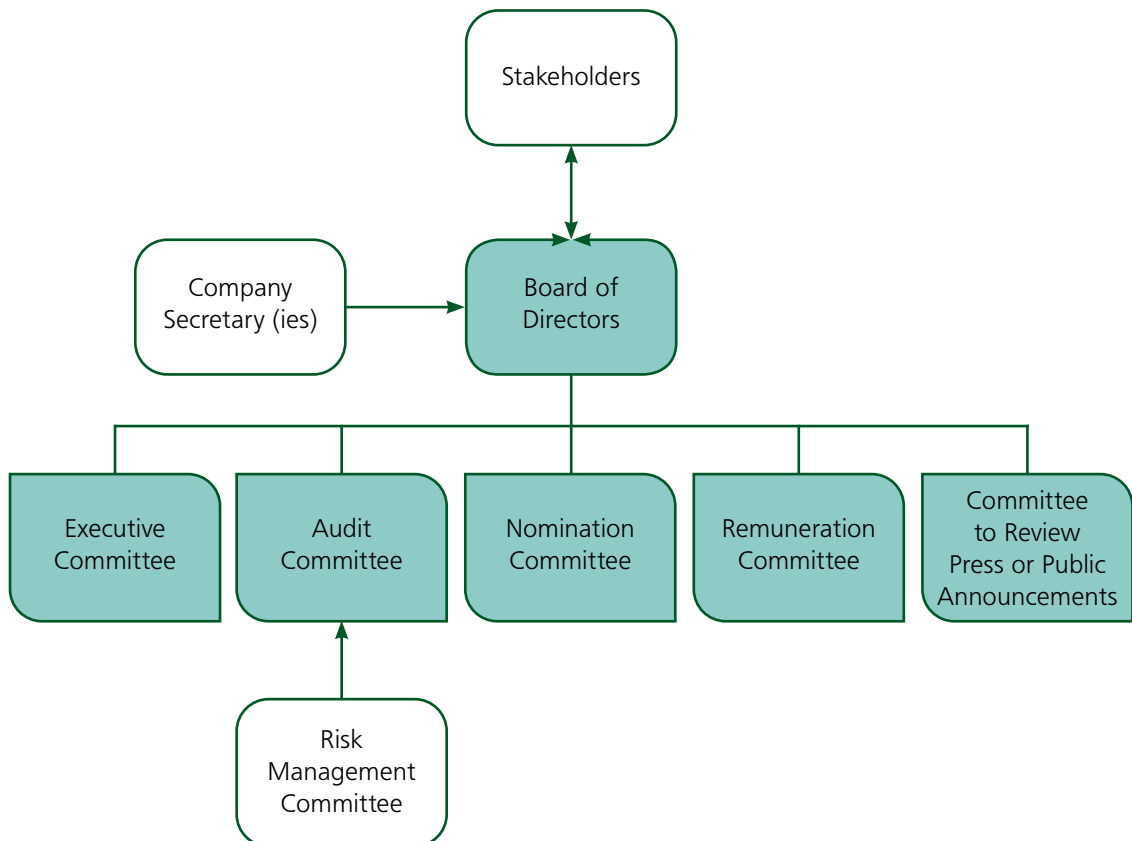 Stakeholders
Company
Secretary (ies)
Board of
Directors
Executive
Committee
Audit
Committee
Nomination
Committee
Remuneration
Committee
Committee
to Review
Press or Public
Announcements
Risk
Management
Committee